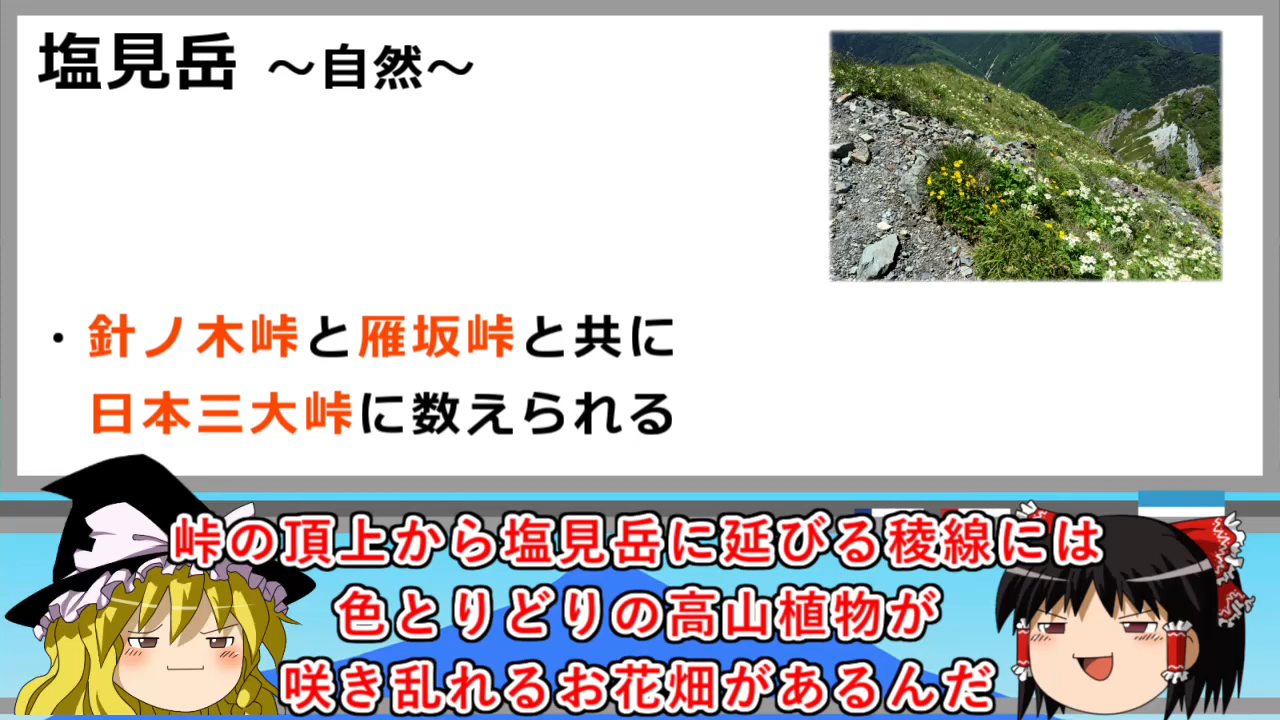 塩見岳 ～自然～
・針ノ木峠と雁坂峠と共に
日本三大峠に数えられる
峠の頂上から塩見岳に延びる稜線には
色とりどりの高山植物が
咲き乱れるお花畑があるんだ